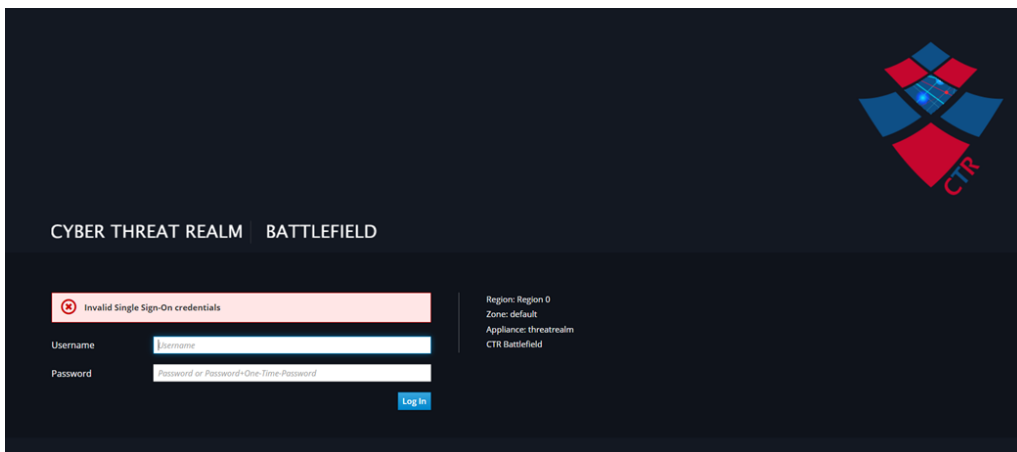 CTR
CYBER THREAT REALM BATTLEFIELD
Invalid Single Sign-On credentials
Username
Username
Password
Password or Password+One-Time-Password
Log In
Region: Region 0
Zone: default
Appliance: threatrealm
CTR Battlefield